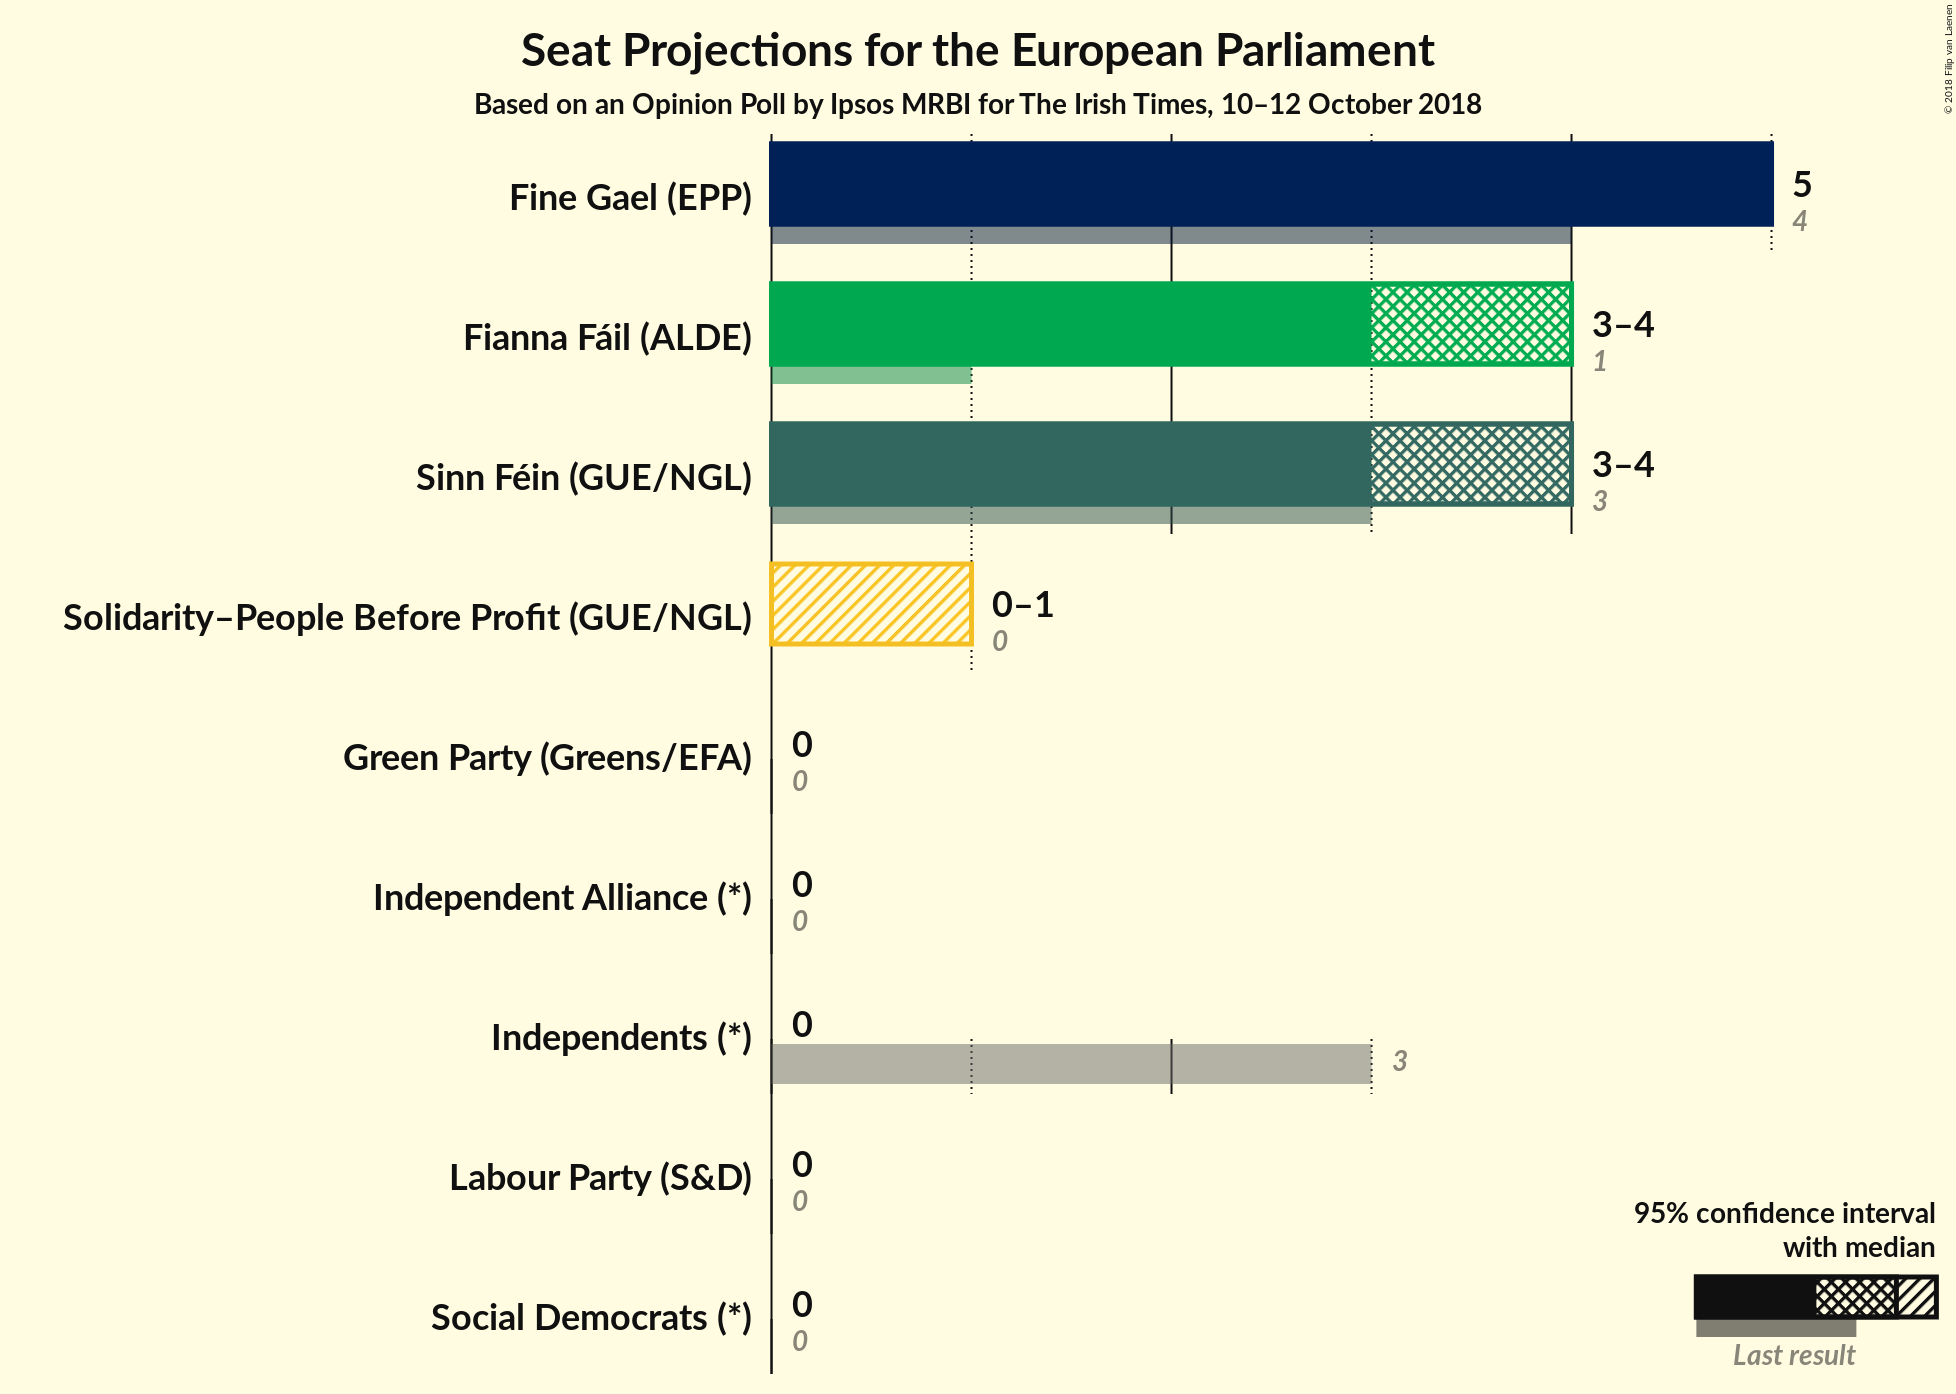 Seat Projections for the European Parliament
Based on an Opinion Poll by Ipsos MRBI for The Irish Times, 10–12 October 2018
© 2018 Filip van Laenen
Fine Gael (EPP)
5
4
Fianna Fáil (ALDE)
3–4
1
Sinn Féin (GUE/NGL)
3–4
3
Solidarity–People Before Profit (GUE/NGL)
0–1
0
Green Party (Greens/EFA)
0
0
Independent Alliance (*)
0
0
Independents (*)
0
3
Labour Party (S&D)
0
0
Social Democrats (*)
0
0
95% confidence interval
with median
Last result